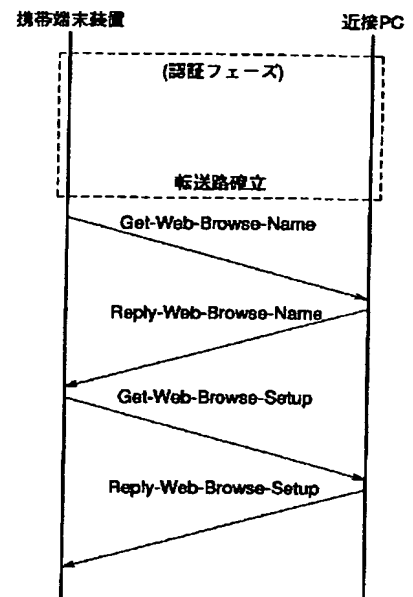 携帯端末装置
近接PC
(認証フェーズ)
転送路確立
Get-Web-Browse-Name
Reply-Web-Browse-Name
Get-Web-Browse-Setup
Reply-Web-Browse-Setup